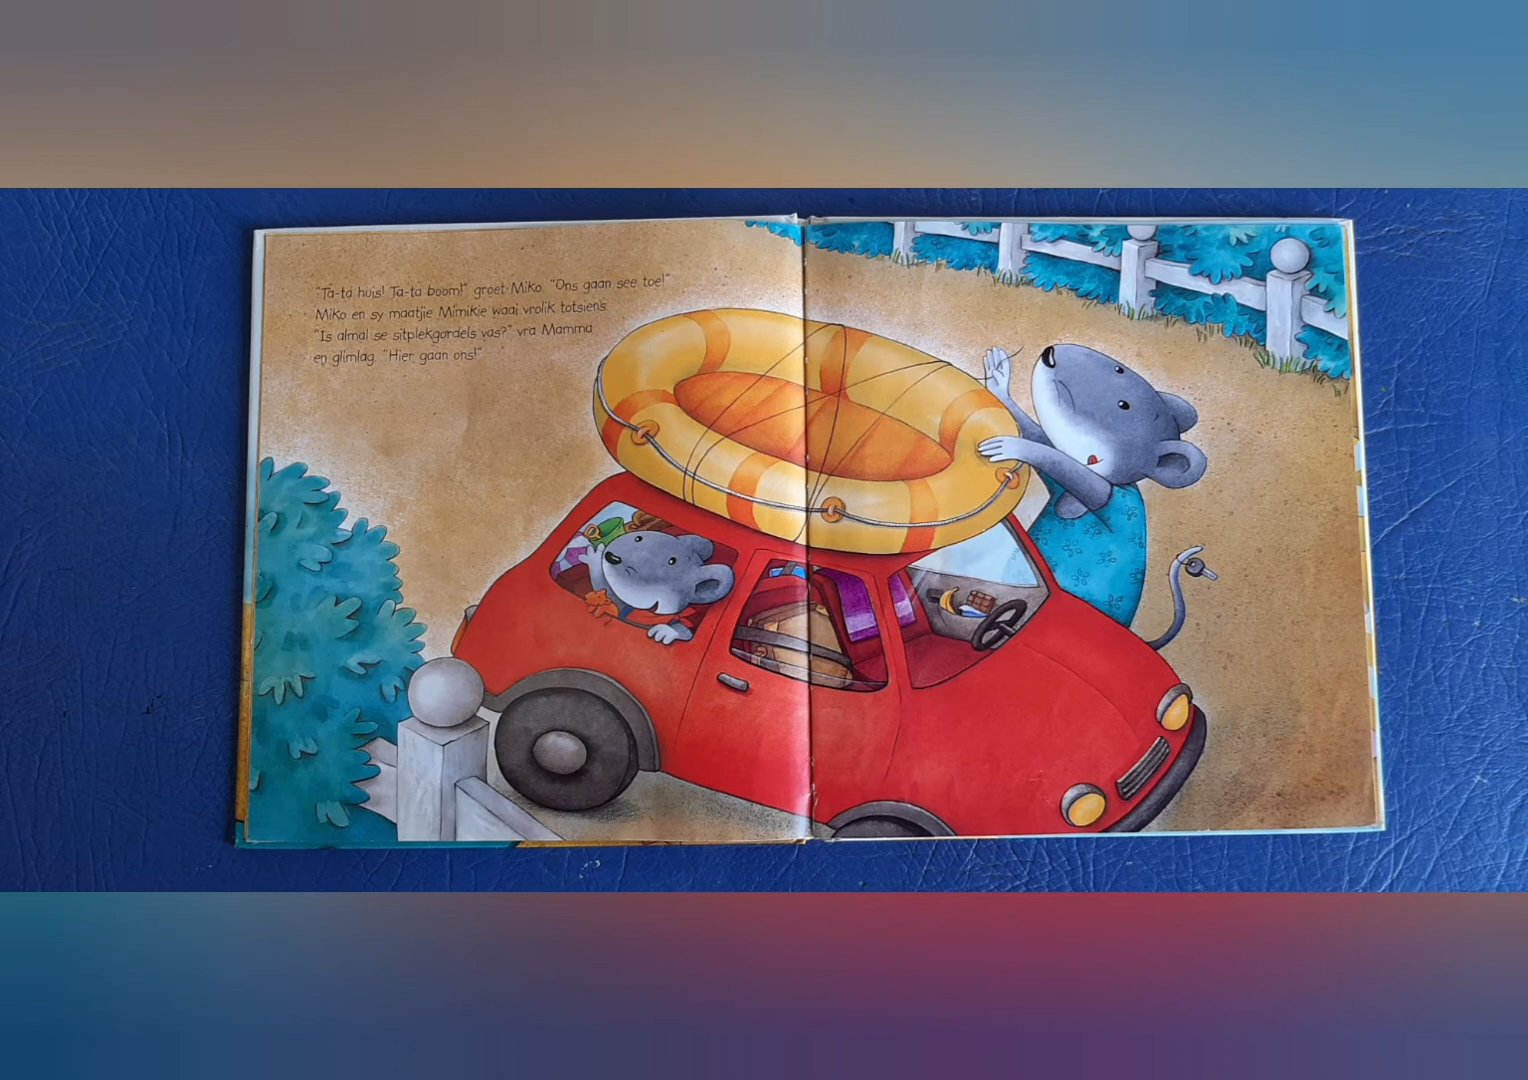 "Ta-ta huis! Ta-ta boom!" groet Miko. "Ons gaan see toe!"
Miko en sy maatjie Mimikie waai vrolik totsiens.
"Is almal se sitplekgordels vas?" vra Mamma
en glimlag. "Hier gaan ons!"